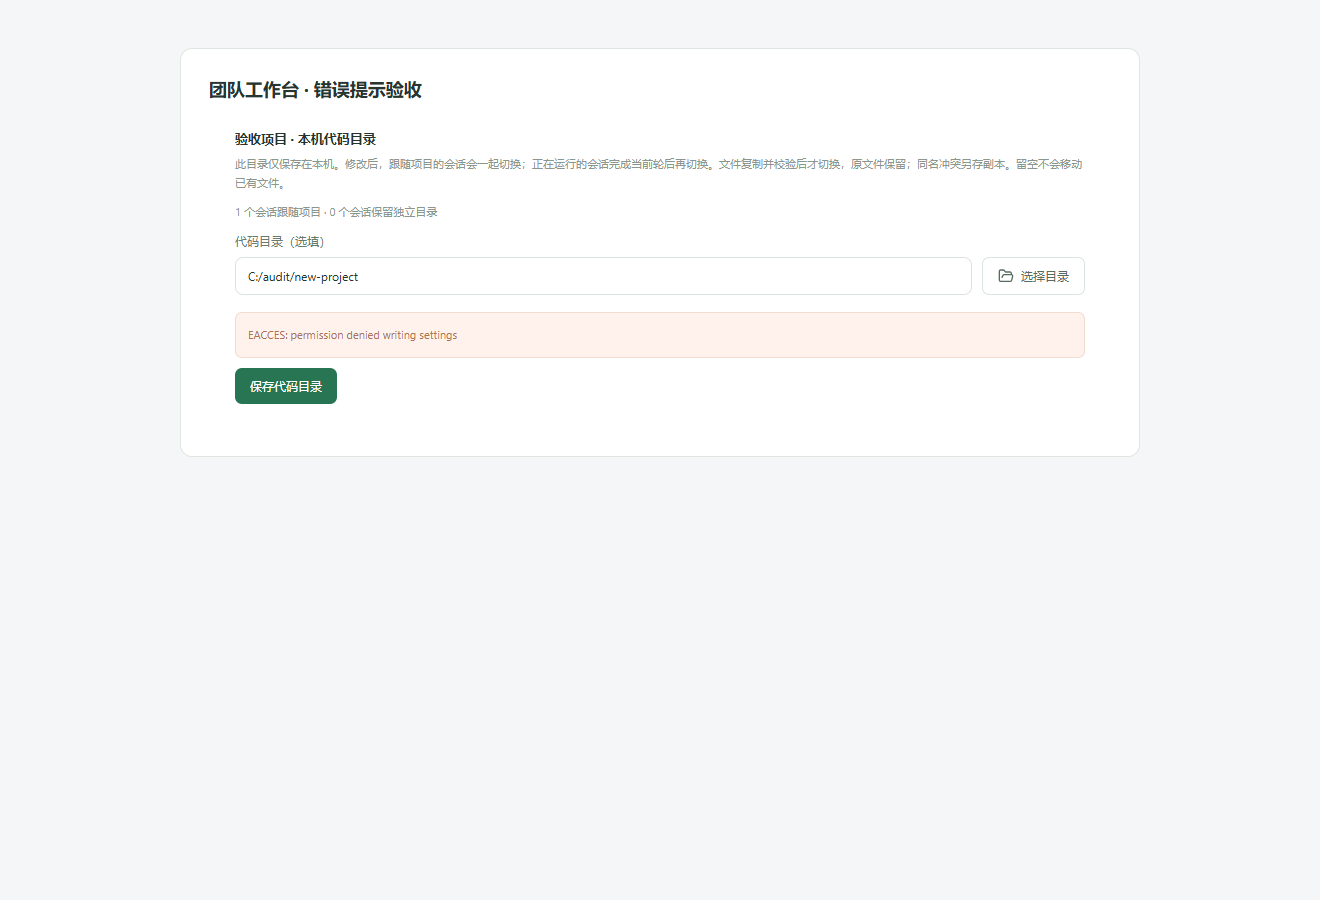 团队工作台 · 错误提示验收
验收项目 · 本机代码目录
此目录仅保存在本机。修改后，跟随项目的会话会一起切换；正在运行的会话完成当前轮后再切换。文件复制并校验后才切换，原文件保留；同名冲突另存副本。留空不会移动
已有文件。
1 个会话跟随项目 · 0 个会话保留独立目录
代码目录（选填）
C:/audit/new-project
选择目录
EACCES: permission denied writing settings
保存代码目录